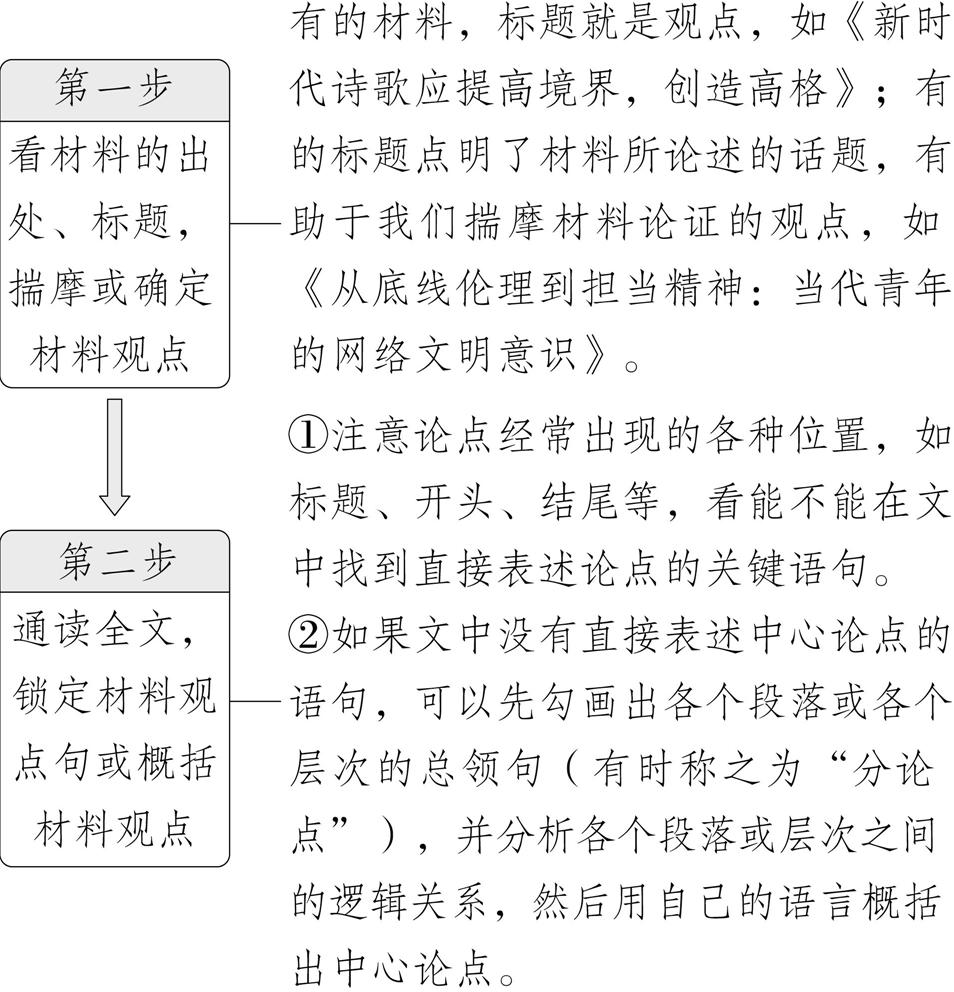 第一步
看材料的出
处、标题，
揣摩或确定
材料观点
有的材料，标题就是观点，如《新时
代诗歌应提高境界，创造高格》；有
的标题点明了材料所论述的话题，有
助于我们揣摩材料论证的观点，如
《从底线伦理到担当精神：当代青年
的网络文明意识》。
第二步
通读全文，
锁定材料观
点句或概括
材料观点
①注意论点经常出现的各种位置，如
标题、开头、结尾等，看能不能在文
中找到直接表述论点的关键语句。
②如果文中没有直接表述中心论点的
语句，可以先勾画出各个段落或各个
层次的总领句（有时称之为“分论
点”），并分析各个段落或层次之间
的逻辑关系，然后用自己的语言概括
出中心论点。